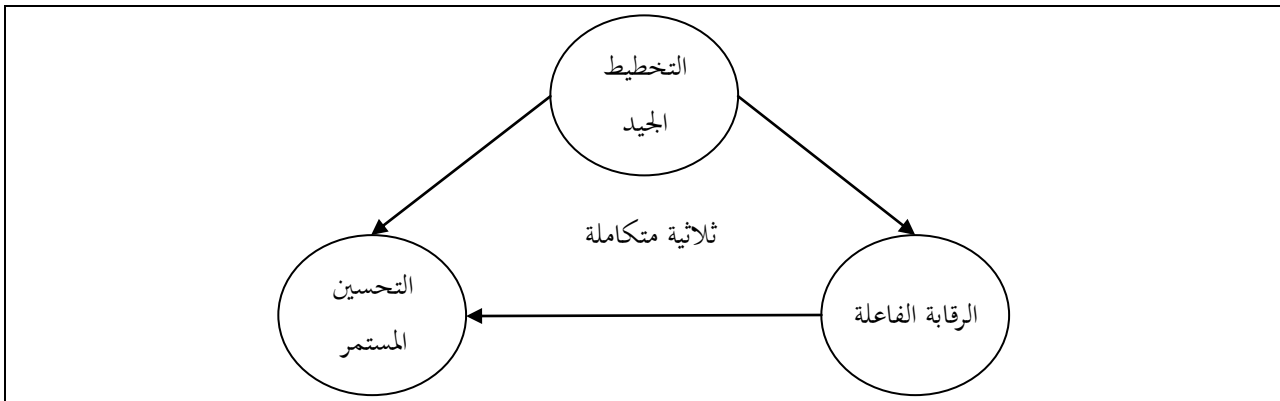 التخطيط
الجيد
ثلاثية متكاملة
الرقابة الفاعلة
التحسين
المستمر